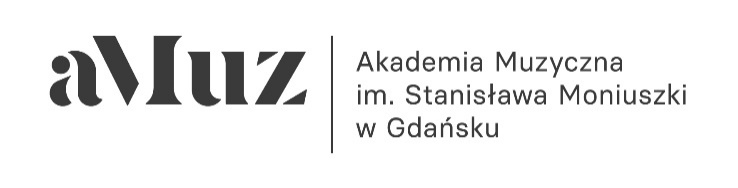 aMuz
Akademia Muzyczna
im. Stanisława Moniuszki
w Gdańsku